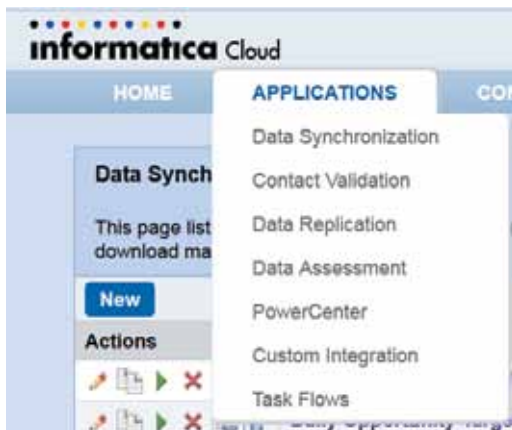 informatica Cloud
HOME APPLICATIONS
Data Synchronization
Contact Validation
Data Replication
Data Assessment
PowerCenter
Custom Integration
Task Flows
Data Synch
This page list
download ma
New
Actions